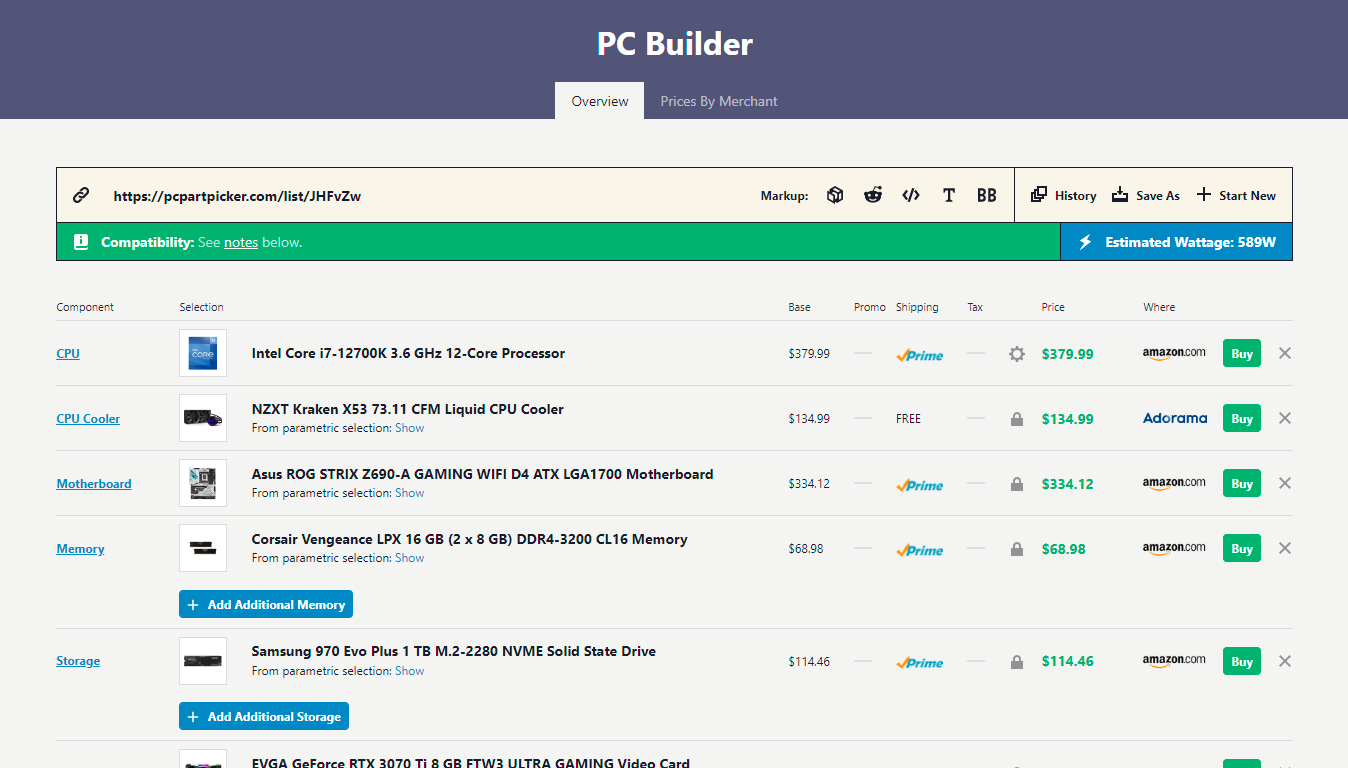 PC Builder
Overview
Prices By Merchant
https://pcpartpicker.com/list/JHFvZw
Markup:
T
BB
History
Save As
Start New
Compatibility: See notes below.
Estimated Wattage: 589W
Component Selection Base Promo Shipping Tax Price Where
CPU
CORE
Intel Core i7-12700K 3.6 GHz 12-Core Processor
$379.99 — Prime — $379.99 amazon.com Buy
CPU Cooler
NZXT Kraken X53 73.11 CFM Liquid CPU Cooler
From parametric selection: Show
$134.99 — FREE — $134.99 Adorama Buy
Motherboard
Asus ROG STRIX Z690-A GAMING WIFI D4 ATX LGA1700 Motherboard
From parametric selection: Show
$334.12 — Prime — $334.12 amazon.com Buy
Memory
Corsair Vengeance LPX 16 GB (2 x 8 GB) DDR4-3200 CL16 Memory
From parametric selection: Show
$68.98 — Prime — $68.98 amazon.com Buy
+ Add Additional Memory
Storage
Samsung 970 Evo Plus 1 TB M.2-2280 NVME Solid State Drive
From parametric selection: Show
$114.46 — Prime — $114.46 amazon.com Buy
+ Add Additional Storage
EVGA GeForce RTX 3070 Ti 8 GB FTW3 ULTRA GAMING Video Card